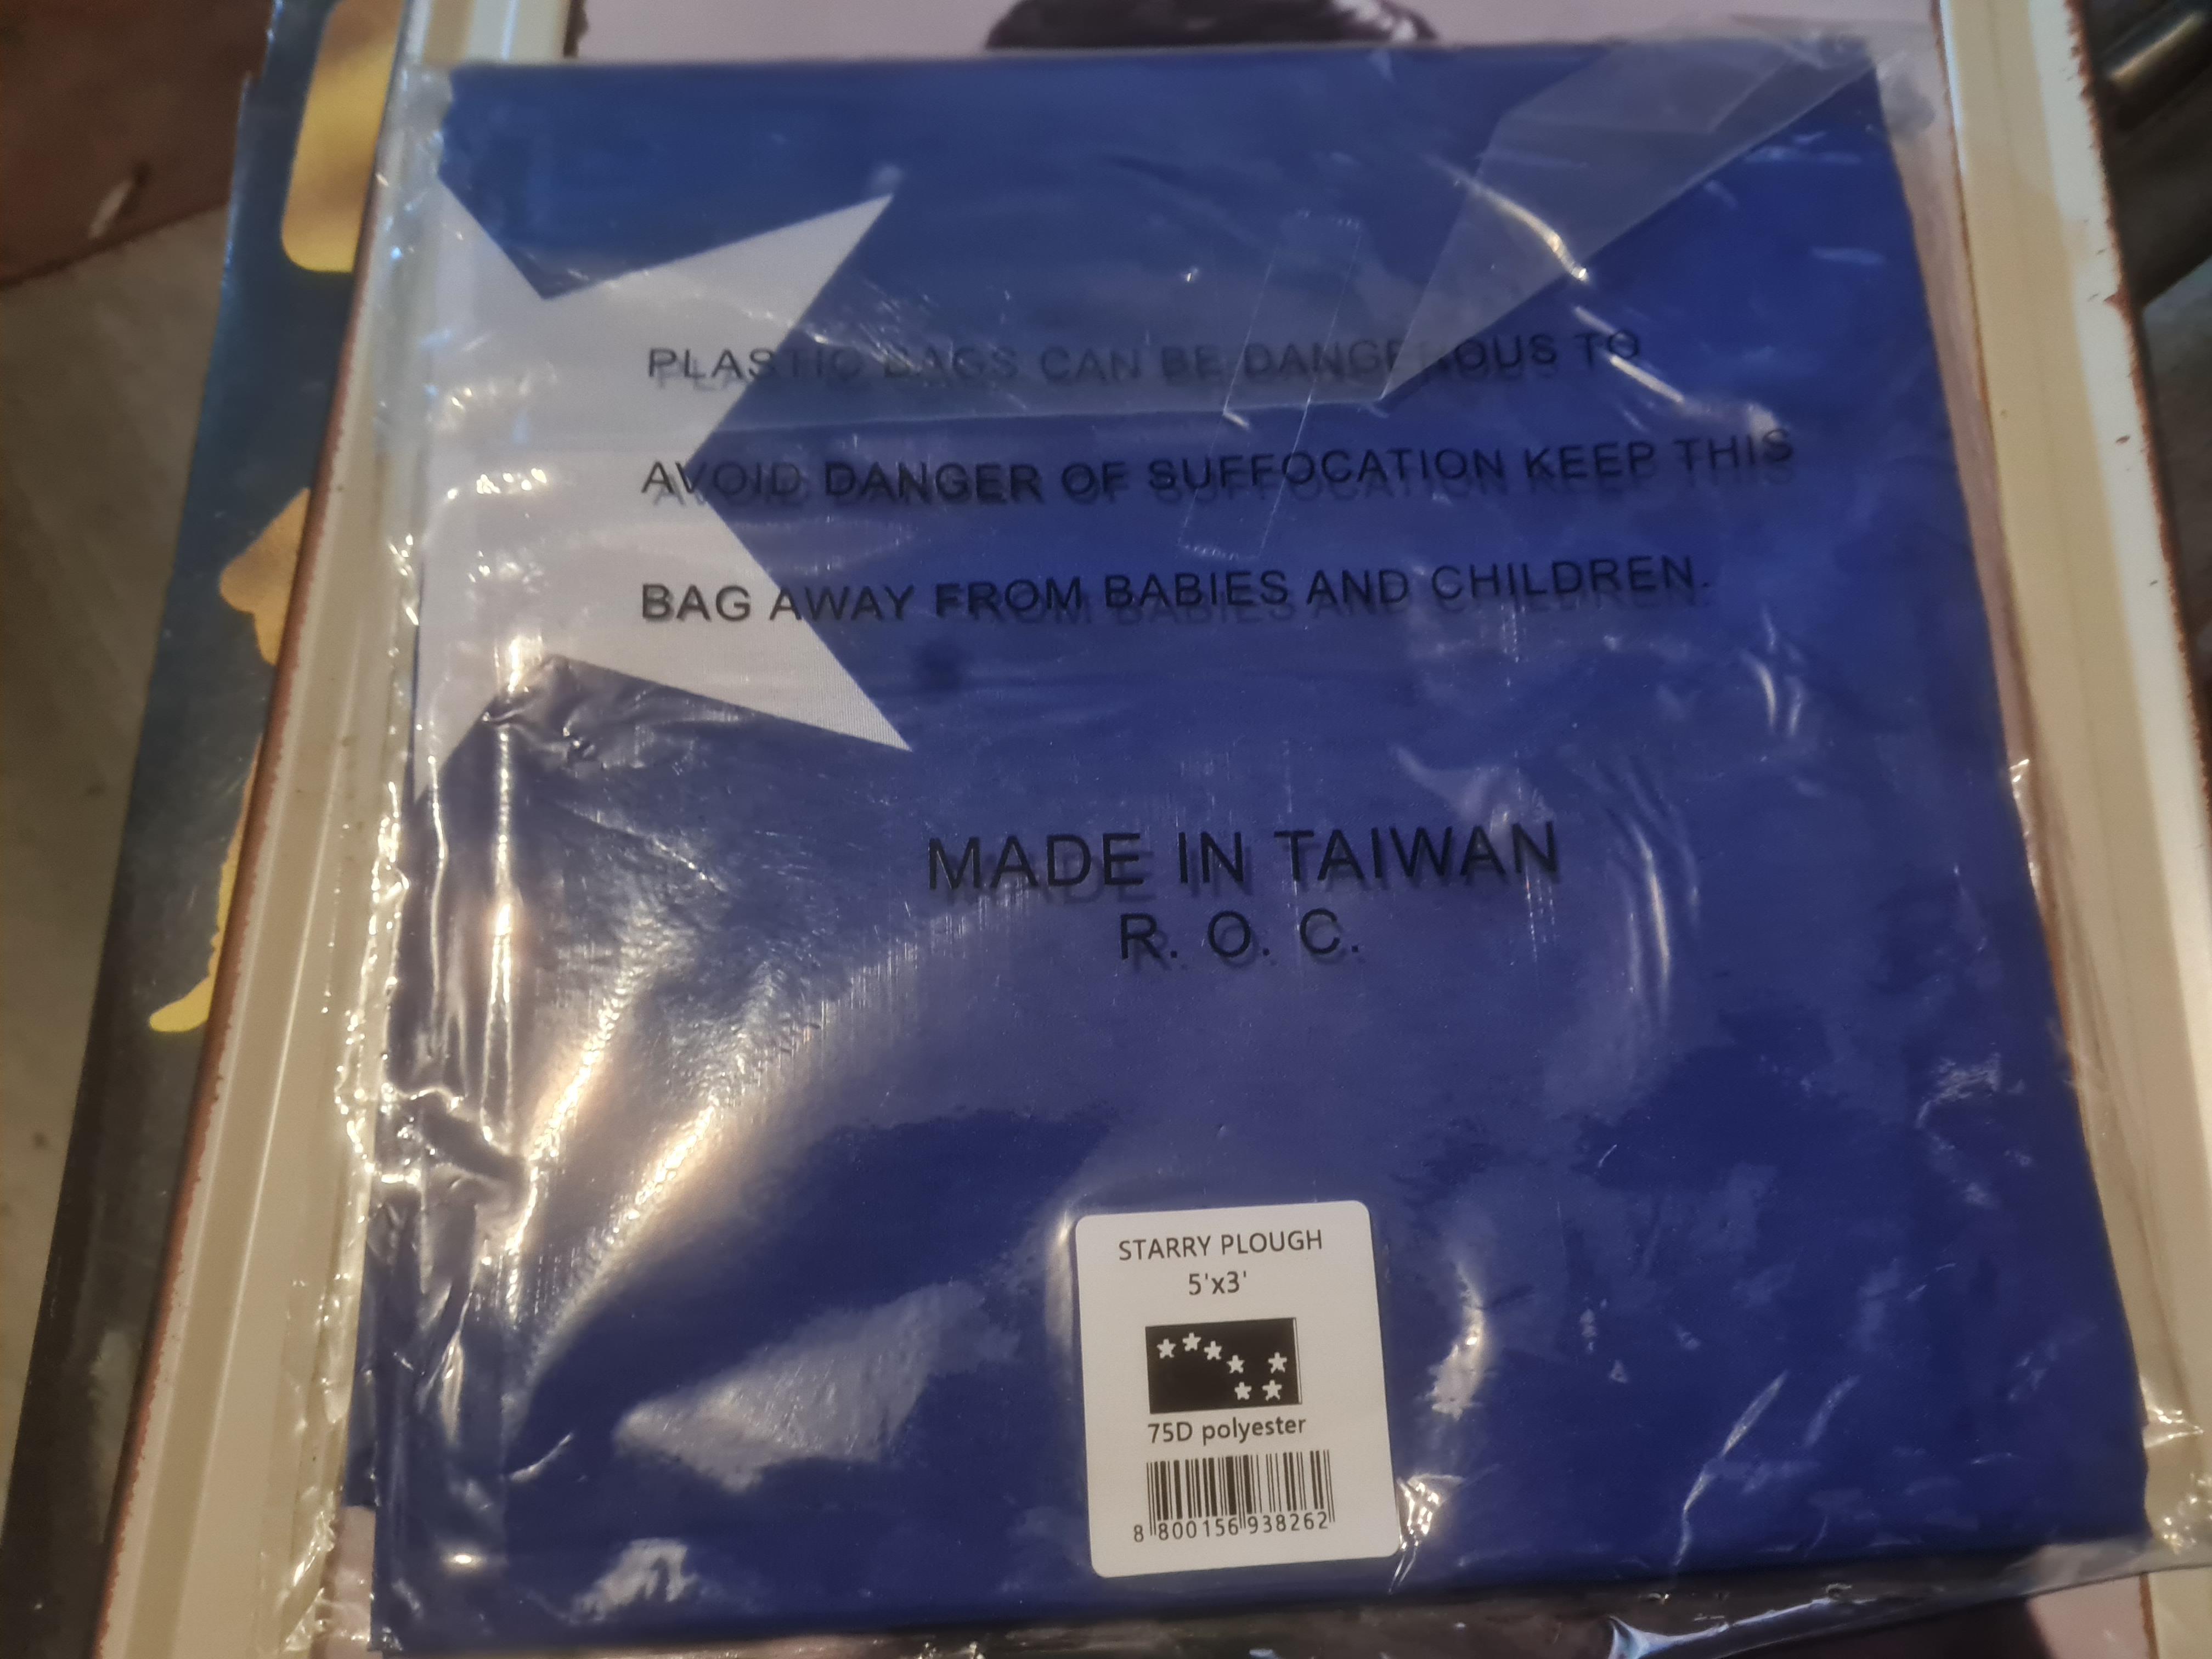 PLASTIC BAGS CAN BE DANGEROUS TO
AVOID DANGER OF SUFFOCATION KEEP THIS
BAG AWAY FROM BABIES AND CHILDREN.
MADE IN TAIWAN
R. O. C.
STARRY PLOUGH
5'x3'
75D polyester
8 800156 938262